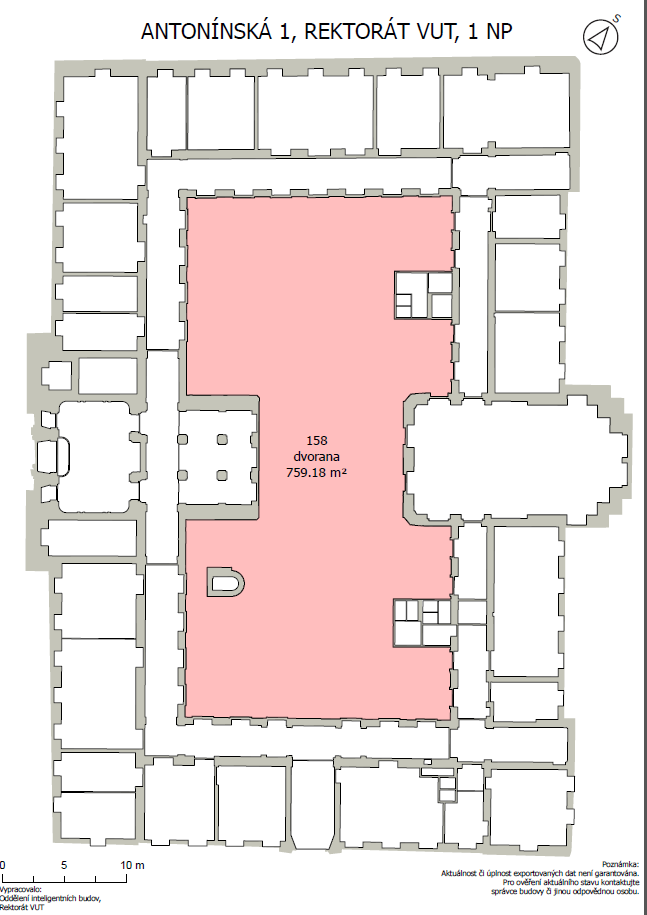 ANTONÍNSKÁ 1, REKTORÁT VUT, 1 NP
S
158
dvorana
759.18 m²
0 5 10 m
Vypracovalo:
Oddělení inteligentních budov,
Rektorát VUT
Poznámka:
Aktuálnost či úplnost exportovaných dat není garantována.
Pro ověření aktuálního stavu kontaktujte
správce budovy či jinou odpovědnou osobu.